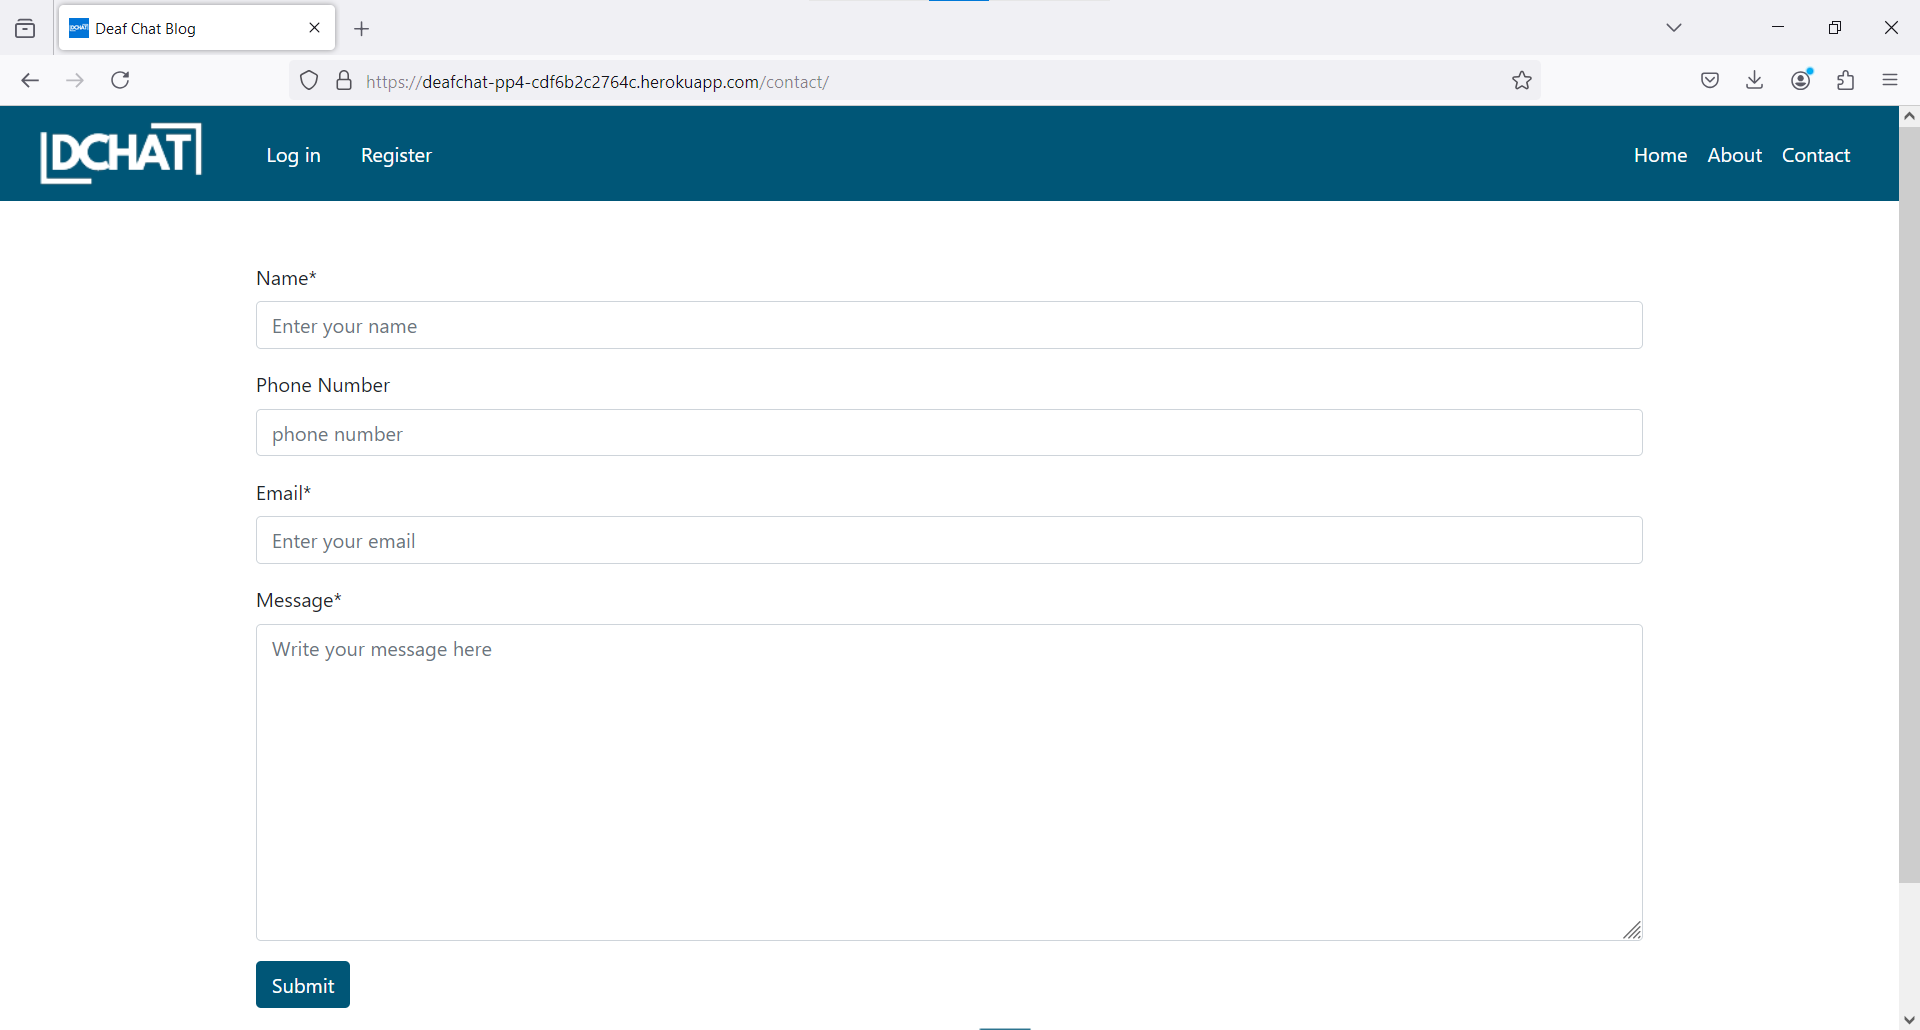 Deaf Chat Blog
https://deafchat-pp4-cdf6b2c2764c.herokuapp.com/contact/
DCHAT Log in Register Home About Contact
Name*
Enter your name
Phone Number
phone number
Email*
Enter your email
Message*
Write your message here
Submit